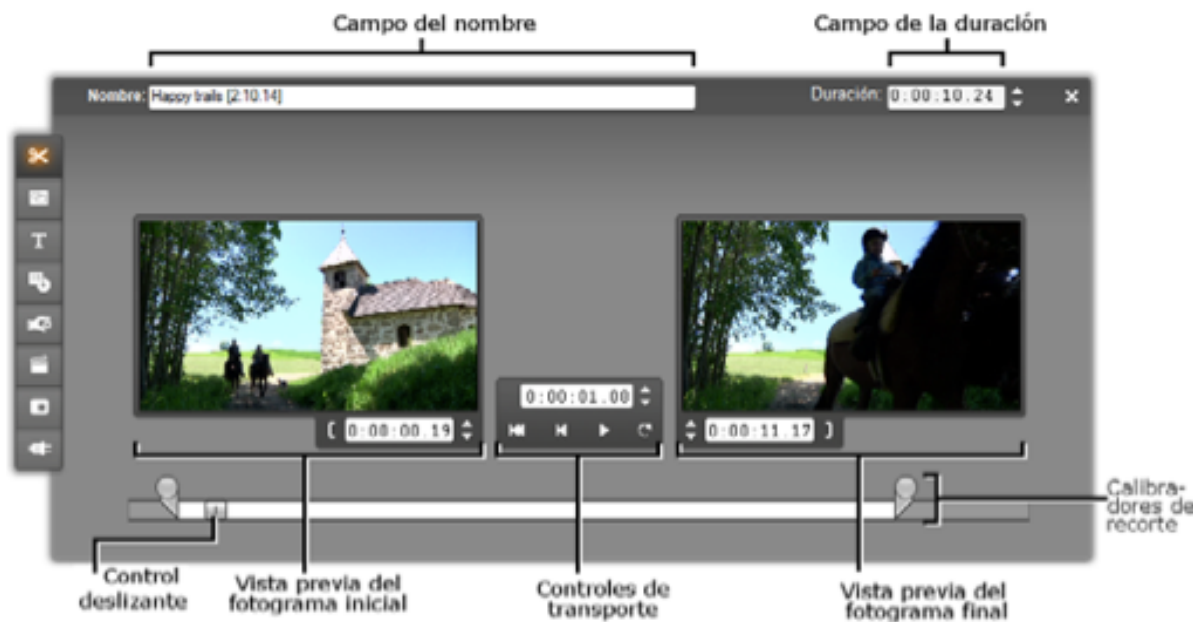 Campo del nombre
Campo de la duración
Nombre: Happy trails [2.10.14]
Duración: 0:00:10.24
T
0:00:01.00
[ 0:00:00.19
0:00:11.17 ]
Calibra-
dores de
recorte
Control
deslizante
Vista previa del
fotograma inicial
Controles de
transporte
Vista previa del
fotograma final